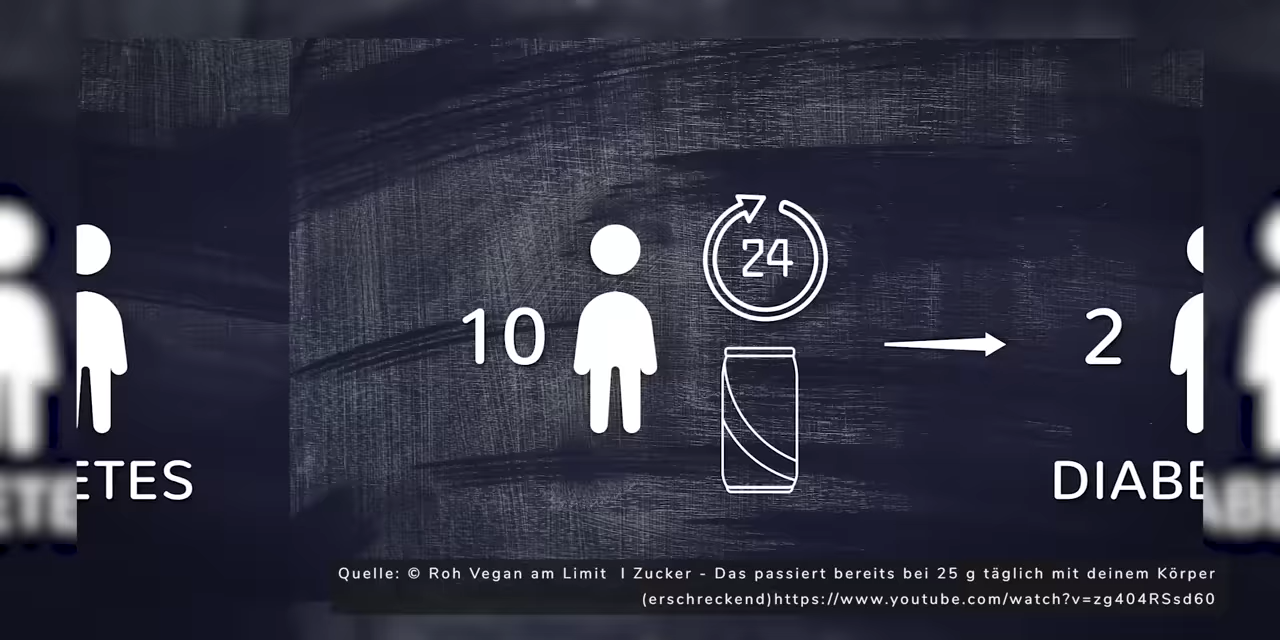 24
10
2
ETES
DIABE
Quelle: © Roh Vegan am Limit I Zucker - Das passiert bereits bei 25 g täglich mit deinem Körper
(erschreckend)https://www.youtube.com/watch?v=zg404RSsd60